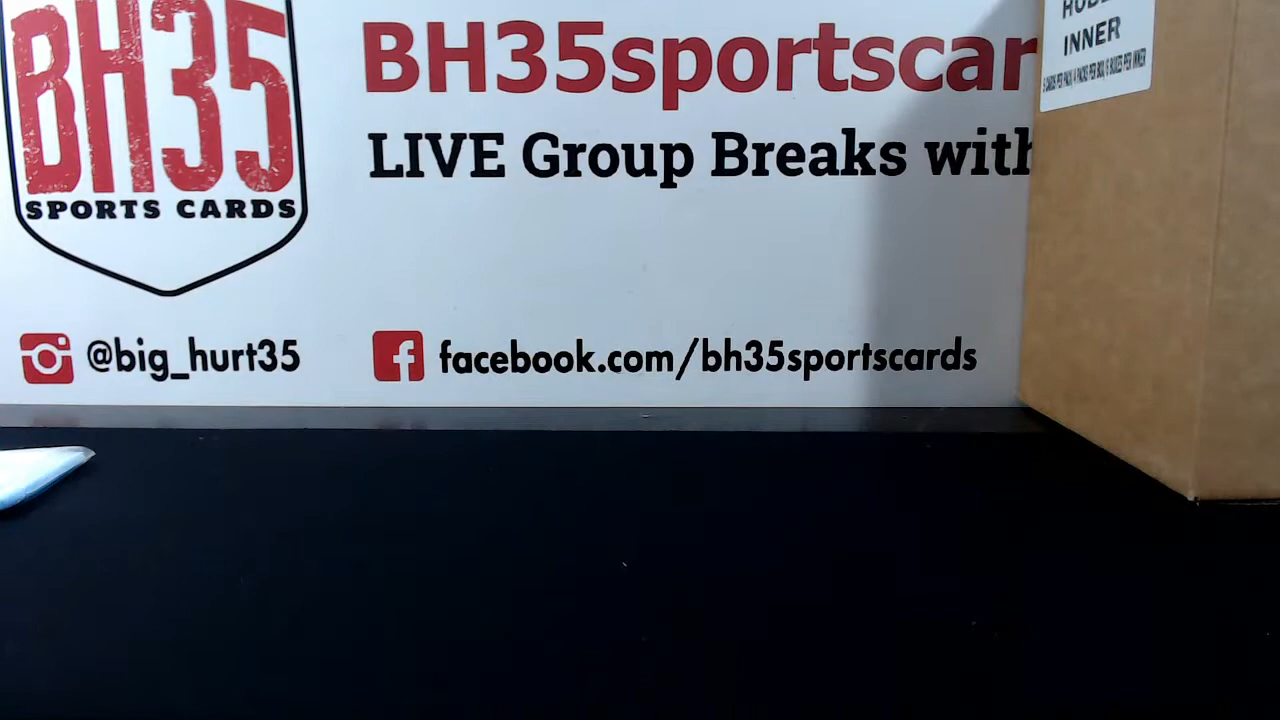 BH35
SPORTS CARDS
BH35sportscar
LIVE Group Breaks with
@big_hurt35
facebook.com/bh35sportscards
INNER